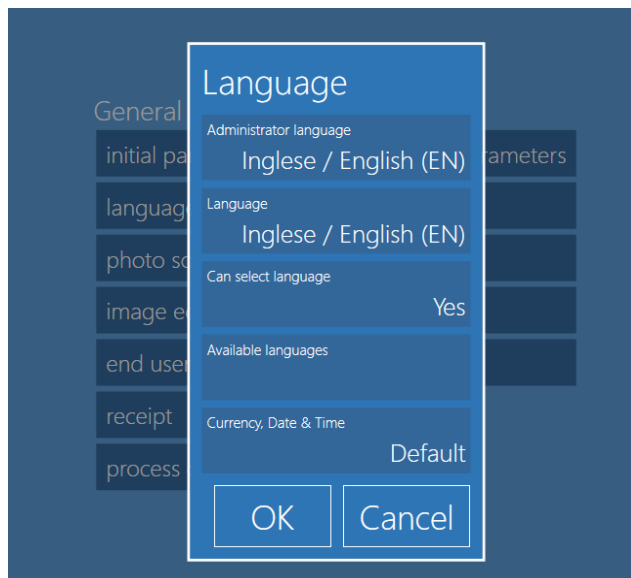 Language
Administrator language
Inglese / English (EN)
Language
Inglese / English (EN)
Can select language
Yes
Available languages
Currency, Date & Time
Default
OK
Cancel
General
initial pa
ameters
languag
photo sc
image e
end user
receipt
process